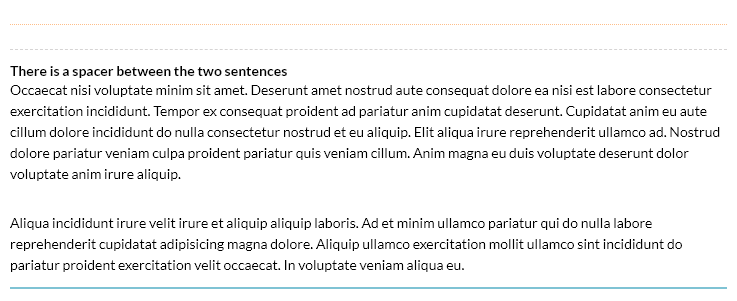 There is a spacer between the two sentences
Occaecat nisi voluptate minim sit amet. Deserunt amet nostrud aute consequat dolore ea nisi est labore consectetur
exercitation incididunt. Tempor ex consequat proident ad pariatur anim cupidatat deserunt. Cupidatat anim eu aute
cillum dolore incididunt do nulla consectetur nostrud et eu aliquip. Elit aliqua irure reprehenderit ullamco ad. Nostrud
dolore pariatur veniam culpa proident pariatur quis veniam cillum. Anim magna eu duis voluptate deserunt dolor
voluptate anim irure aliquip.
Aliqua incididunt irure velit irure et aliquip aliquip laboris. Ad et minim ullamco pariatur qui do nulla labore
reprehenderit cupidatat adipisicing magna dolore. Aliquip ullamco exercitation mollit ullamco sint incididunt do
pariatur proident exercitation velit occaecat. In voluptate veniam aliqua eu.